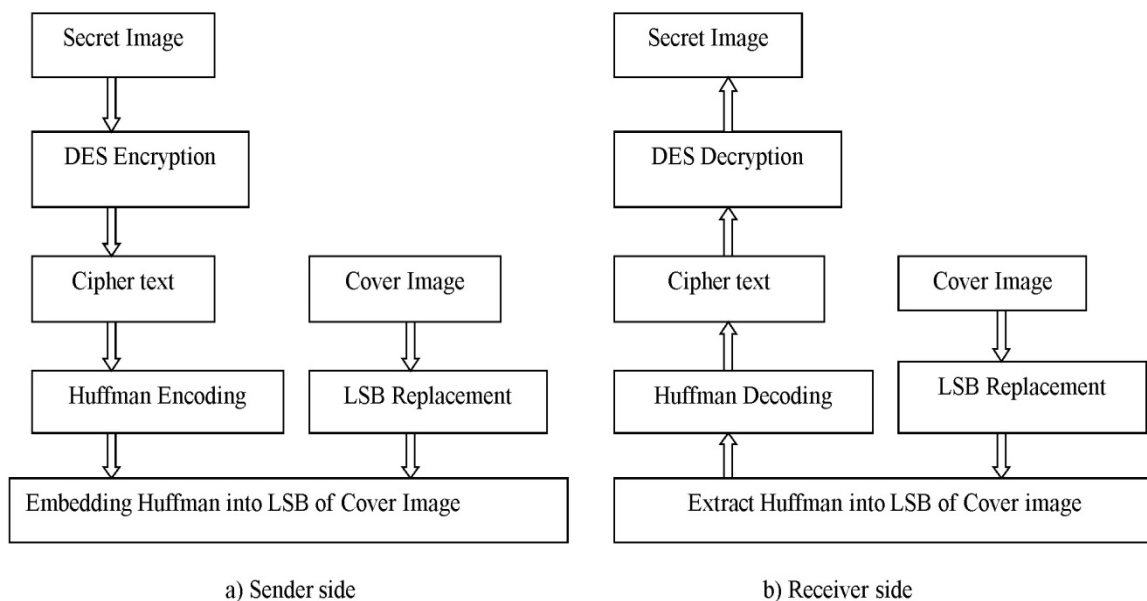 Secret Image
DES Encryption
Cipher text
Cover Image
Huffman Encoding
LSB Replacement
Embedding Huffman into LSB of Cover Image
a) Sender side
Secret Image
DES Decryption
Cipher text
Cover Image
Huffman Decoding
LSB Replacement
Extract Huffman into LSB of Cover image
b) Receiver side